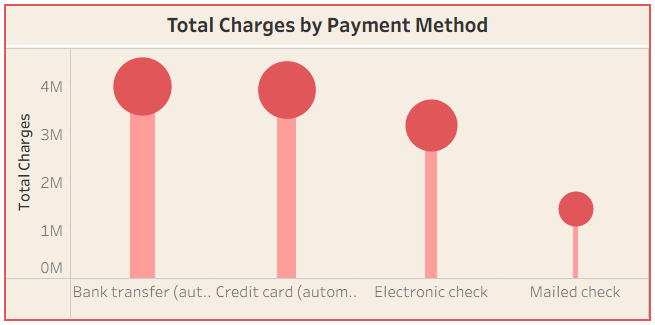 Total Charges by Payment Method
Total Charges
4M
3M
2M
1M
0M
Bank transfer (aut.. Credit card (autom.. Electronic check Mailed check